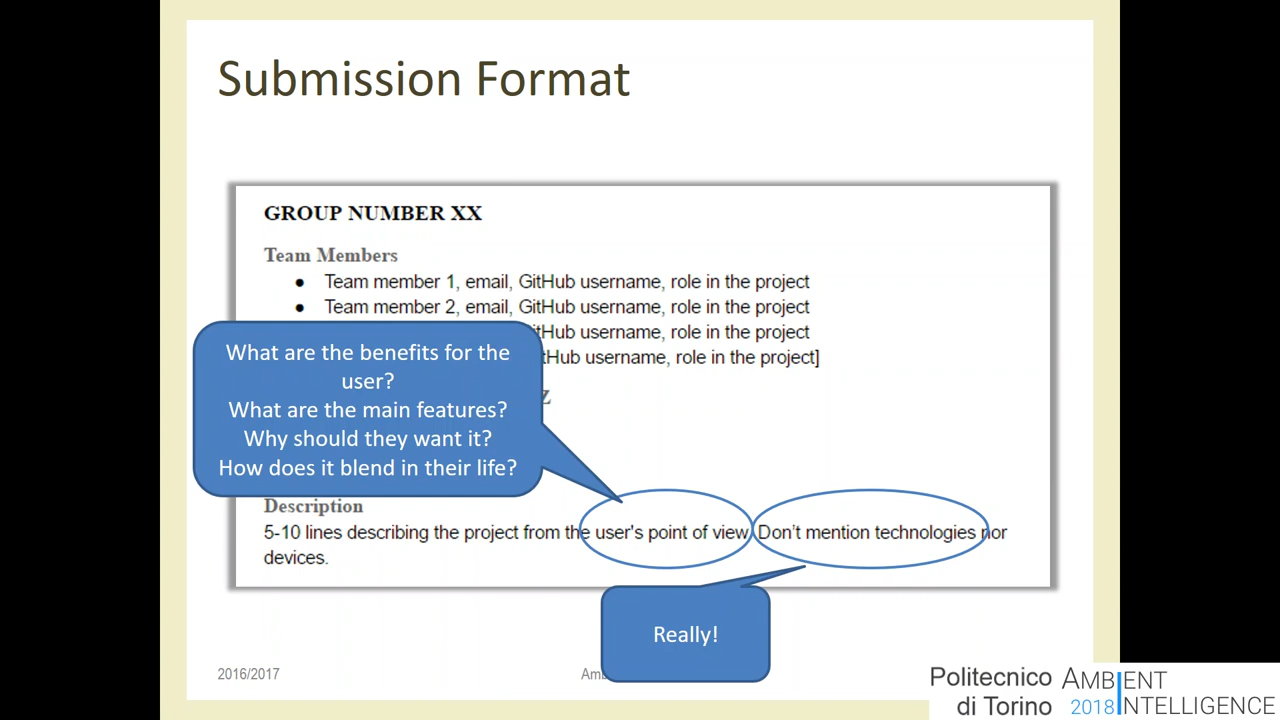 Submission Format
GROUP NUMBER XX
Team Members
● Team member 1, email, GitHub username, role in the project
● Team member 2, email, GitHub username, role in the project
GitHub username, role in the project
GitHub username, role in the project]
What are the benefits for the
user?
What are the main features?
Why should they want it?
How does it blend in their life?
Description
5-10 lines describing the project from the user's point of view. Don't mention technologies nor
devices.
Really!
2016/2017
Politecnico
di Torino
AMBIENT
2018 INTELLIGENCE